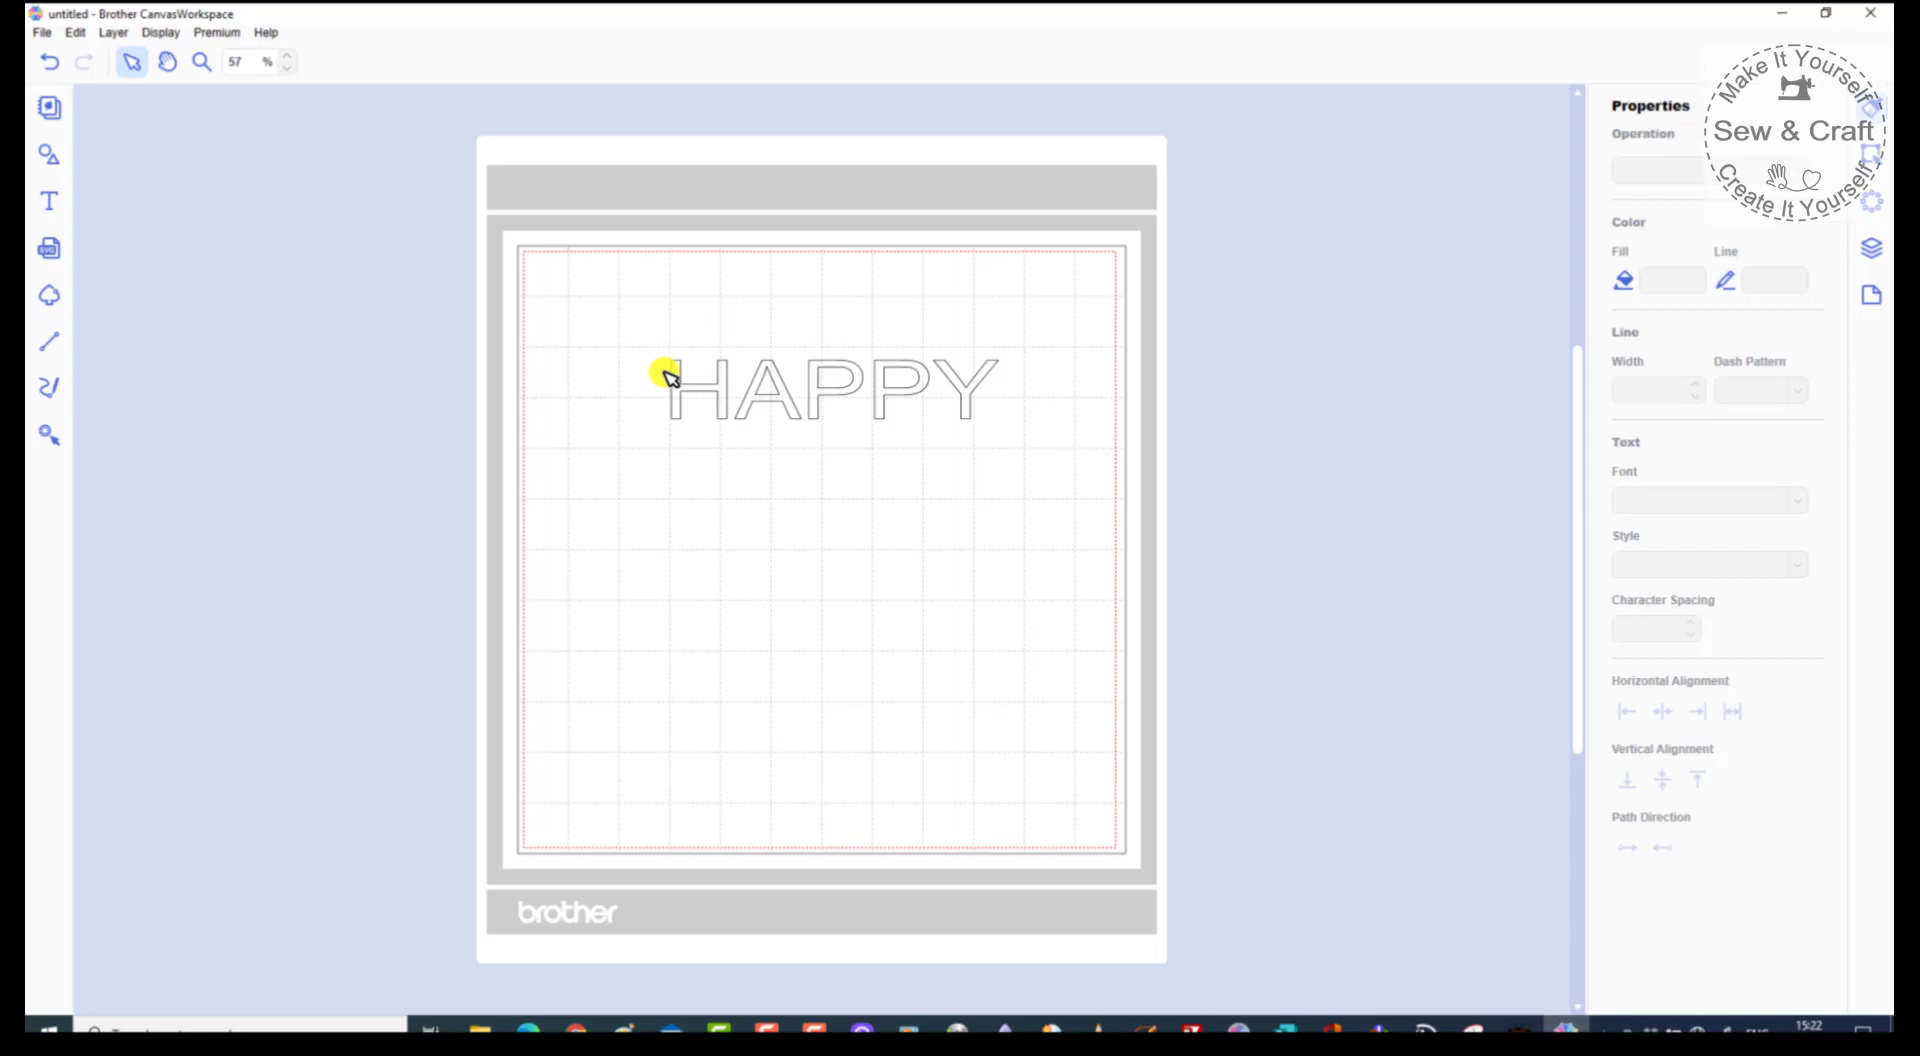 untitled - Brother CanvasWorkspace
File Edit Layer Display Premium Help
57 %
Make It Yourself
Sew & Craft
Create It Yourself
Properties
Operation
Color
Fill Line
Line
Width Dash Pattern
Text
Font
Style
Character Spacing
Horizontal Alignment
Vertical Alignment
Path Direction
T
SVG
HAPPY
brother
15:22